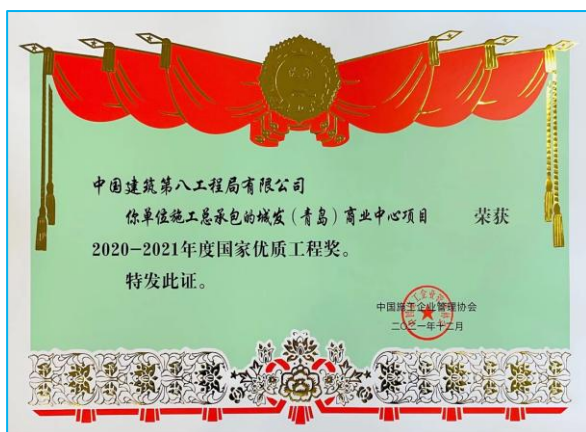 中国建筑第八工程局有限公司
你单位施工总承包的城发（青岛）商业中心项目 荣获
2020-2021年度国家优质工程奖。
特发此证。
中国施工企业管理协会
二〇二一年十二月